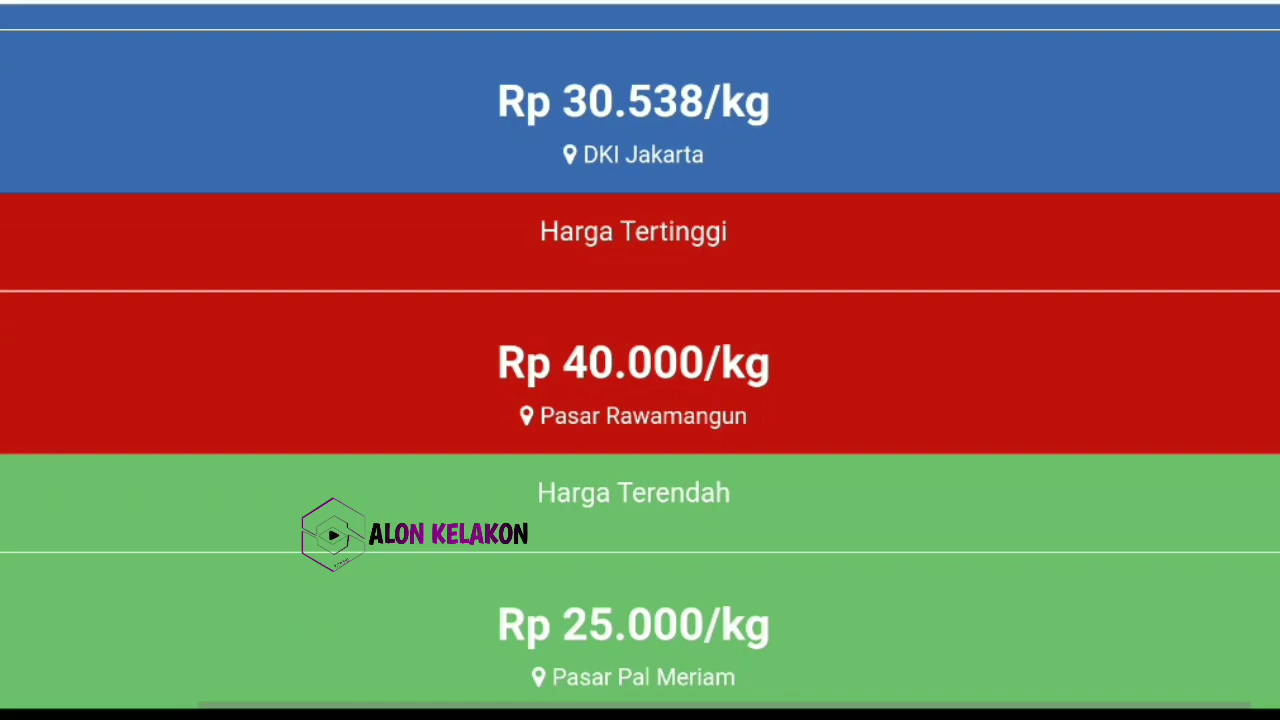 Rp 30.538/kg
DKI Jakarta
Harga Tertinggi
Rp 40.000/kg
Pasar Rawamangun
Harga Terendah
ALON KELAKON
Rp 25.000/kg
Pasar Pal Meriam